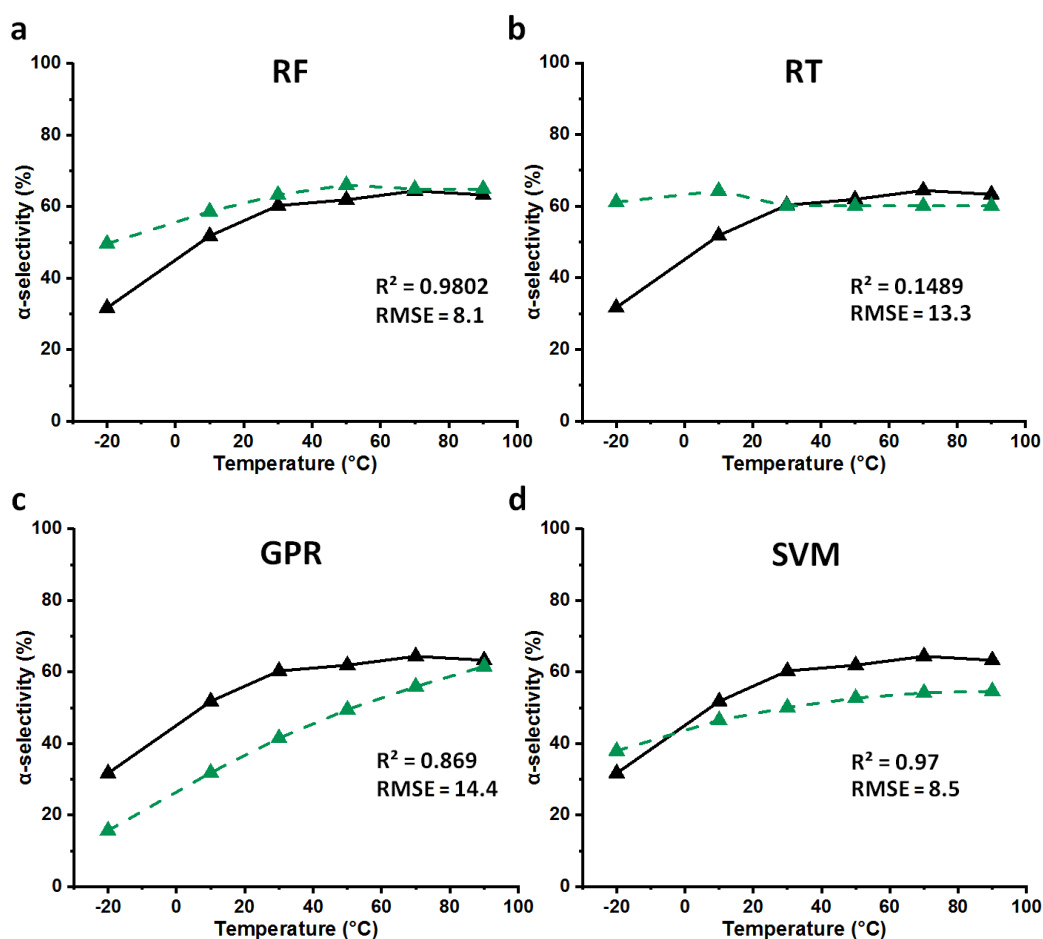 a
RF
α-selectivity (%)
100
80
60
40
20
0
R² = 0.9802
RMSE = 8.1
-20 0 20 40 60 80 100
Temperature (°C)
b
RT
α-selectivity (%)
100
80
60
40
20
0
R² = 0.1489
RMSE = 13.3
-20 0 20 40 60 80 100
Temperature (°C)
c
GPR
α-selectivity (%)
100
80
60
40
20
0
R² = 0.869
RMSE = 14.4
-20 0 20 40 60 80 100
Temperature (°C)
d
SVM
α-selectivity (%)
100
80
60
40
20
0
R² = 0.97
RMSE = 8.5
-20 0 20 40 60 80 100
Temperature (°C)